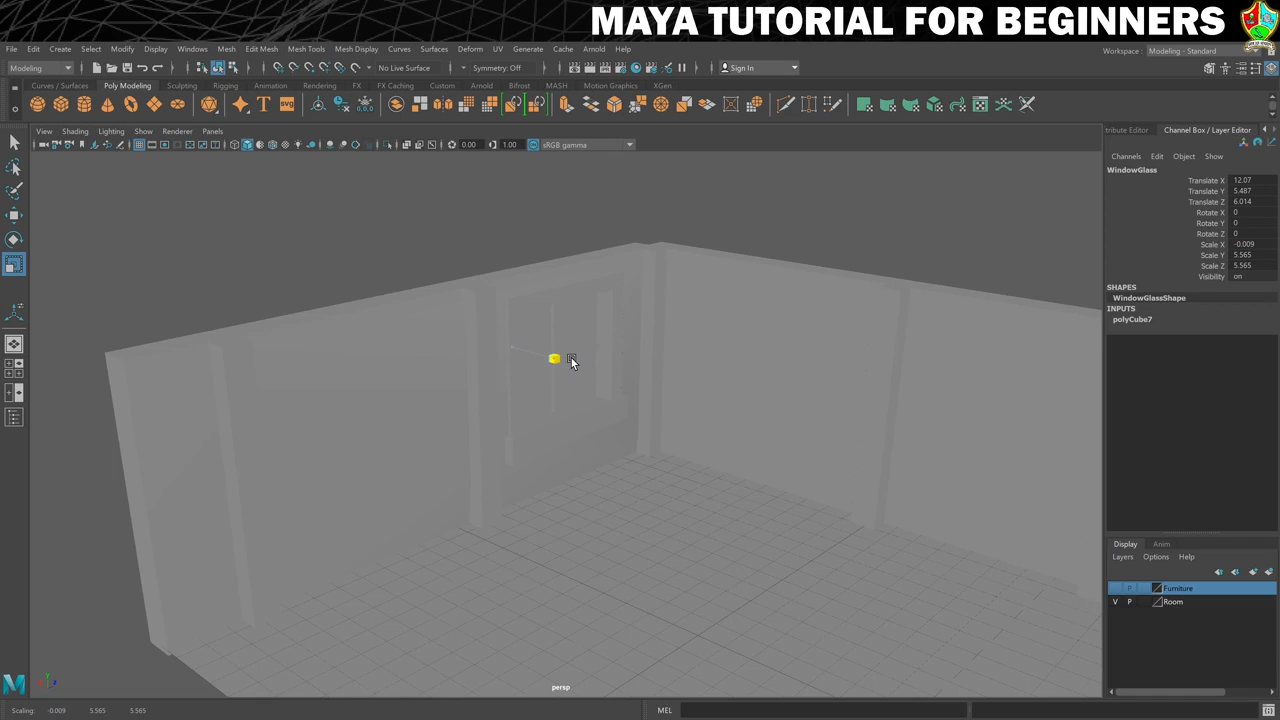 MAYA TUTORIAL FOR BEGINNERS
File Edit Create Select Modify Display Windows Mesh Edit Mesh Mesh Tools Mesh Display Curves Surfaces Deform UV Generate Cache Arnold Help
Workspace : Modeling - Standard
Modeling No Live Surface Symmetry: Off Sign In
Curves / Surfaces Poly Modeling Sculpting Rigging Animation Rendering FX FX Caching Custom Arnold Bifrost MASH Motion Graphics XGen
View Shading Lighting Show Renderer Panels
tribute Editor Channel Box / Layer Editor
0.00 1.00 sRGB gamma
Channels Edit Object Show
WindowGlass
Translate X 12.07
Translate Y 5.487
Translate Z 6.014
Rotate X 0
Rotate Y 0
Rotate Z 0
Scale X -0.009
Scale Y 5.565
Scale Z 5.565
Visibility on
SHAPES
WindowGlassShape
INPUTS
polyCube7
Display Anim
Layers Options Help
P Furniture
V P Room
persp
Scaling: -0.009 5.565 5.565
MEL